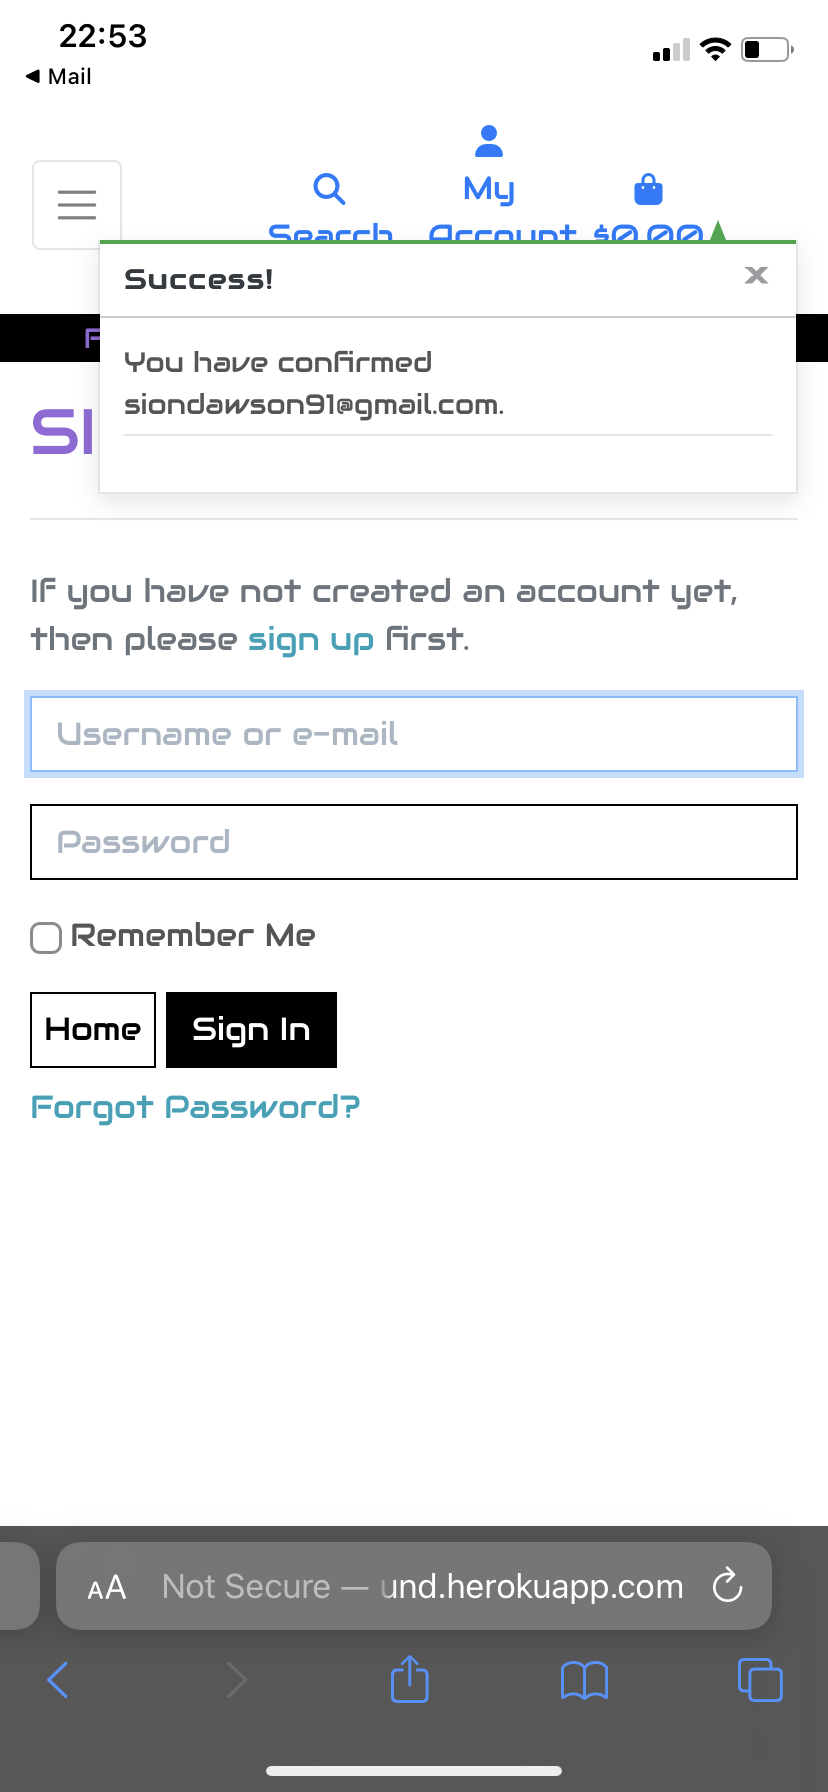 22:53
Mail
Search
My
Account
$0.00
Success!
x
You have confirmed
siondawson91@gmail.com.
If you have not created an account yet,
then please sign up first.
Username or e-mail
Password
Remember Me
Home
Sign In
Forgot Password?
AA
Not Secure — und.herokuapp.com